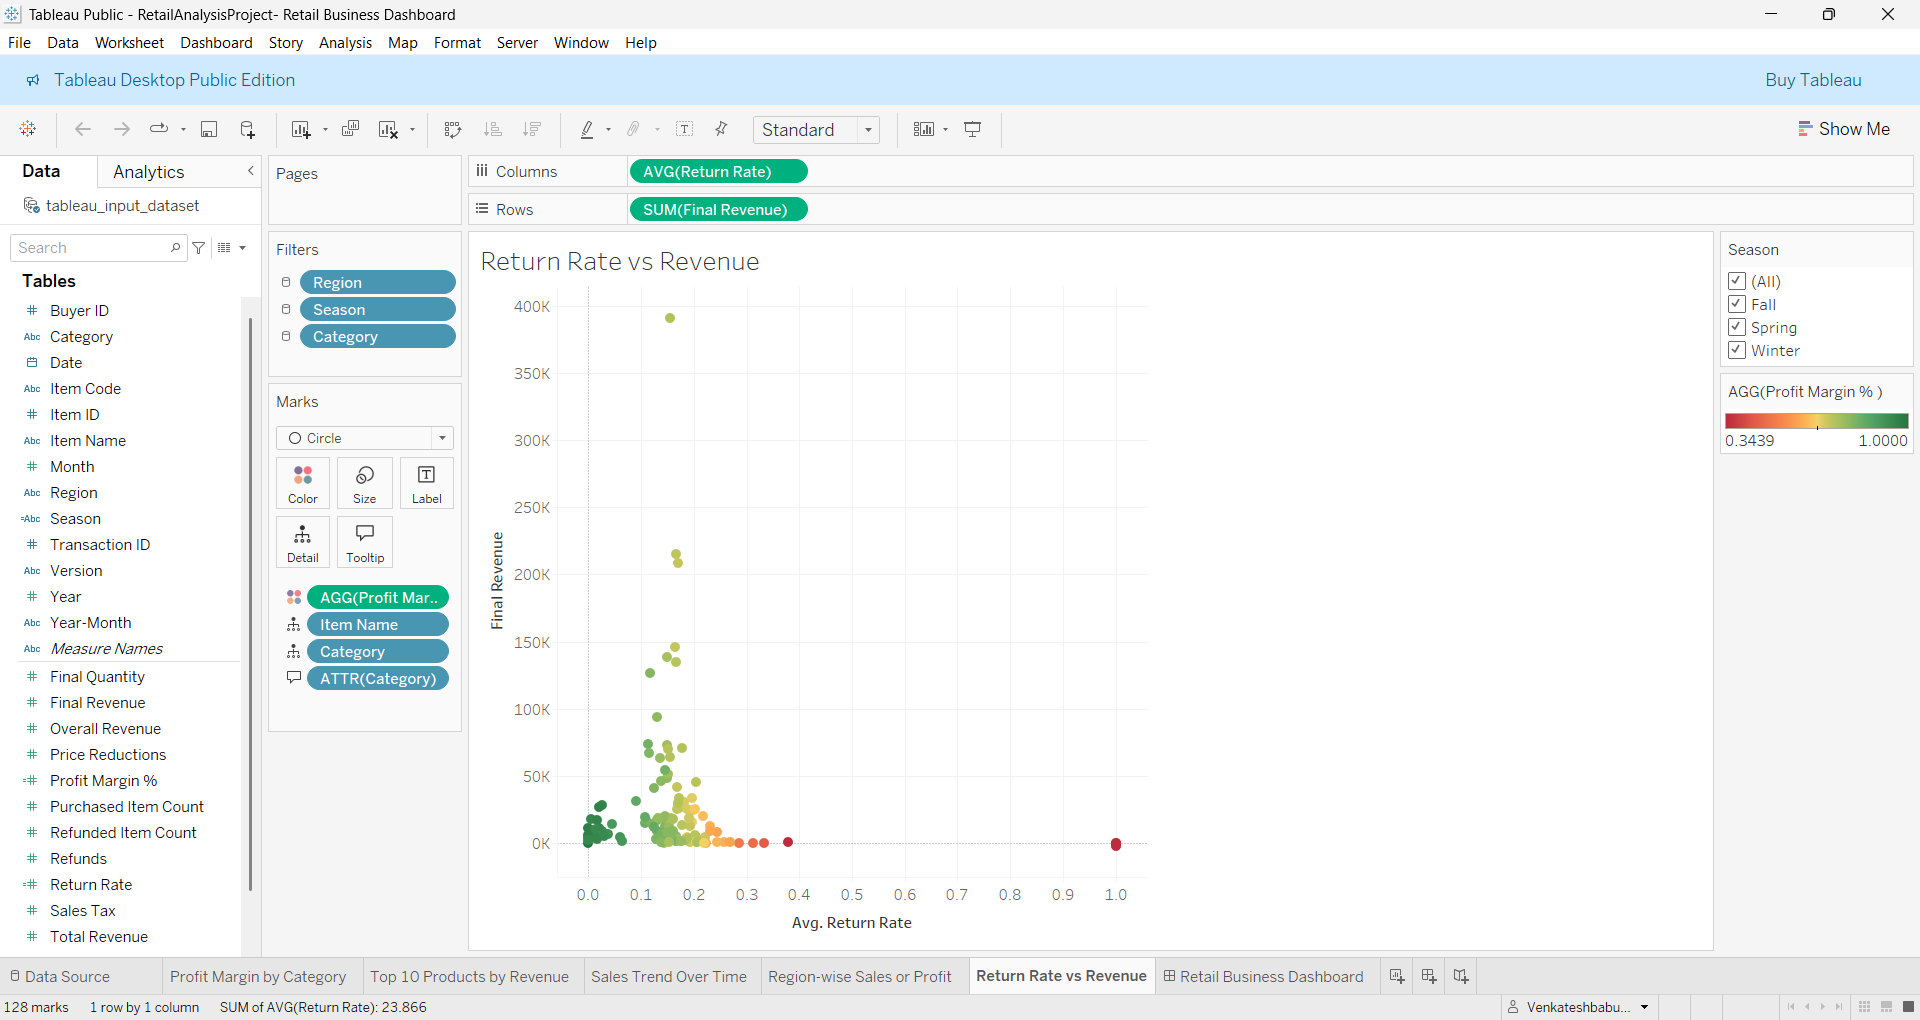 Tableau Public - RetailAnalysisProject- Retail Business Dashboard
File Data Worksheet Dashboard Story Analysis Map Format Server Window Help
Tableau Desktop Public Edition
Buy Tableau
Standard
Show Me
Data
Analytics
tableau_input_dataset
Search
Tables
# Buyer ID
Abc Category
Date
Abc Item Code
# Item ID
Abc Item Name
# Month
Abc Region
=Abc Season
# Transaction ID
Abc Version
# Year
Abc Year-Month
Abc Measure Names
# Final Quantity
# Final Revenue
# Overall Revenue
# Price Reductions
=# Profit Margin %
# Purchased Item Count
# Refunded Item Count
# Refunds
=# Return Rate
# Sales Tax
# Total Revenue
Pages
Filters
Region
Season
Category
Marks
Circle
Color
Size
Label
Detail
Tooltip
AGG(Profit Mar..
Item Name
Category
ATTR(Category)
Columns
AVG(Return Rate)
Rows
SUM(Final Revenue)
Return Rate vs Revenue
400K
350K
300K
250K
200K
150K
100K
50K
0K
Final Revenue
0.0 0.1 0.2 0.3 0.4 0.5 0.6 0.7 0.8 0.9 1.0
Avg. Return Rate
Season
(All)
Fall
Spring
Winter
AGG(Profit Margin % )
0.3439 1.0000
Data Source
Profit Margin by Category
Top 10 Products by Revenue
Sales Trend Over Time
Region-wise Sales or Profit
Return Rate vs Revenue
Retail Business Dashboard
128 marks 1 row by 1 column SUM of AVG(Return Rate): 23.866
Venkateshbabu...